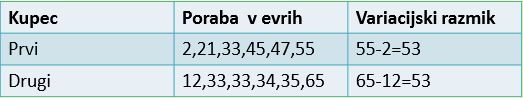 Kupec Poraba v evrih Variacijski razmik
Prvi 2,21,33,45,47,55 55-2=53
Drugi 12,33,33,34,35,65 65-12=53